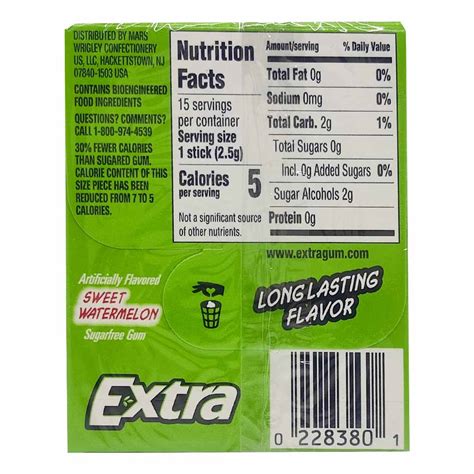 DISTRIBUTED BY MARS
WRIGLEY CONFECTIONERY
US, LLC, HACKETTSTOWN, NJ
07840-1503 USA
CONTAINS BIOENGINEERED
FOOD INGREDIENTS
QUESTIONS? COMMENTS?
CALL 1-800-974-4539
30% FEWER CALORIES
THAN SUGARED GUM.
CALORIE CONTENT OF THIS
SIZE PIECE HAS BEEN
REDUCED FROM 7 TO 5
CALORIES.
Nutrition
Facts
15 servings
per container
Serving size
1 stick (2.5g)
Calories 5
per serving
Not a significant source
of other nutrients.
Amount/serving % Daily Value
Total Fat 0g 0%
Sodium 0mg 0%
Total Carb. 2g 1%
Total Sugars 0g
Incl. 0g Added Sugars 0%
Sugar Alcohols 2g
Protein 0g
www.extragum.com
Artificially Flavored
SWEET
WATERMELON
Sugarfree Gum
LONG LASTING
FLAVOR
Extra
0 228380 1